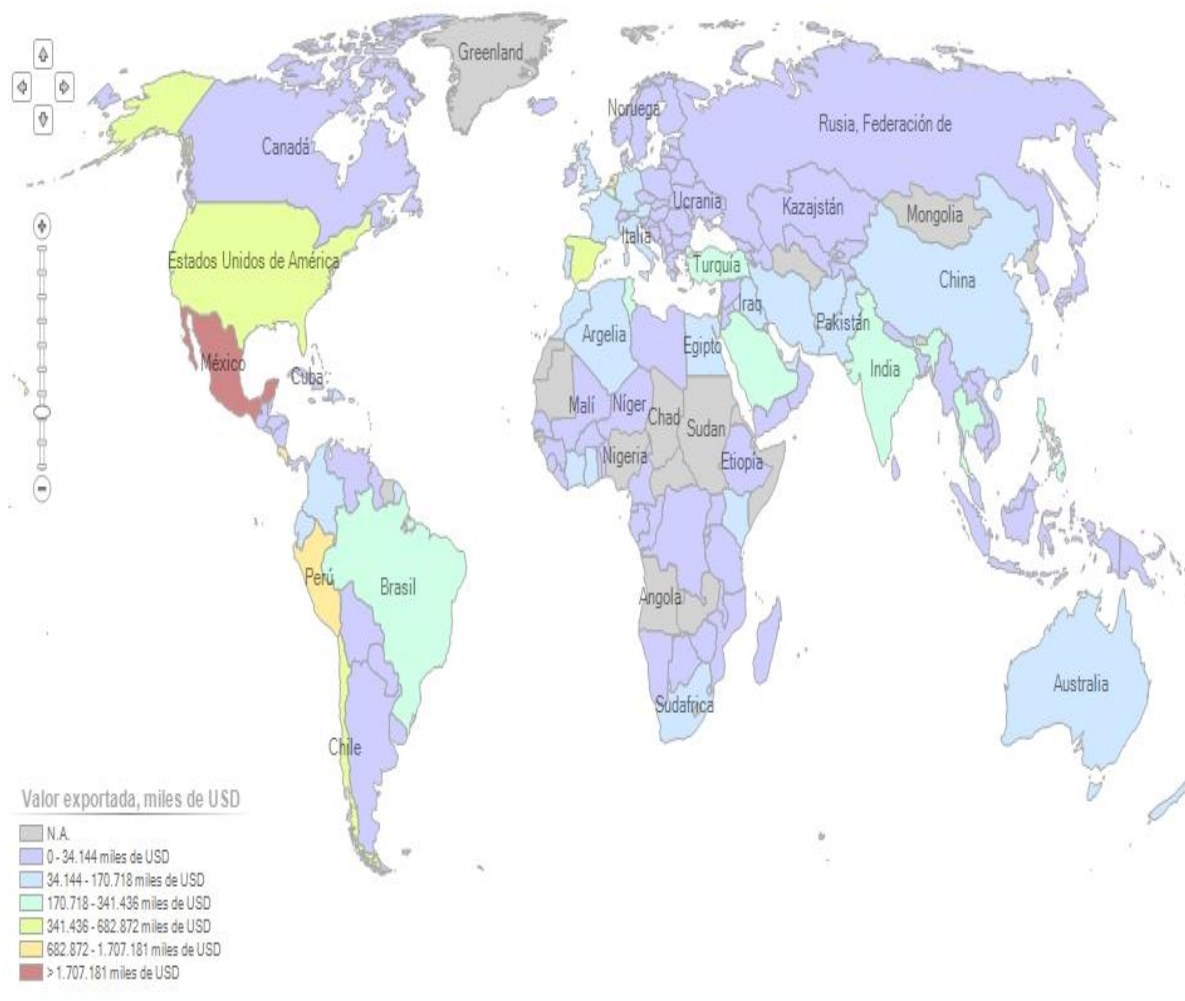 Greenland
Noruega
Rusia, Federación de
Canadá
Ucrania
Kazajstán
Mongolia
Italia
Estados Unidos de América
Turquía
China
Iraq
Pakistán
Argelia
Egipto
México
Cuba
India
Malí
Níger
Chad
Sudan
Nigeria
Etiopía
Perú
Brasil
Angola
Australia
Sudafrica
Chile
Valor exportada, miles de USD
N.A.
0 - 34.144 miles de USD
34.144 - 170.718 miles de USD
170.718 - 341.436 miles de USD
341.436 - 682.872 miles de USD
682.872 - 1.707.181 miles de USD
> 1.707.181 miles de USD